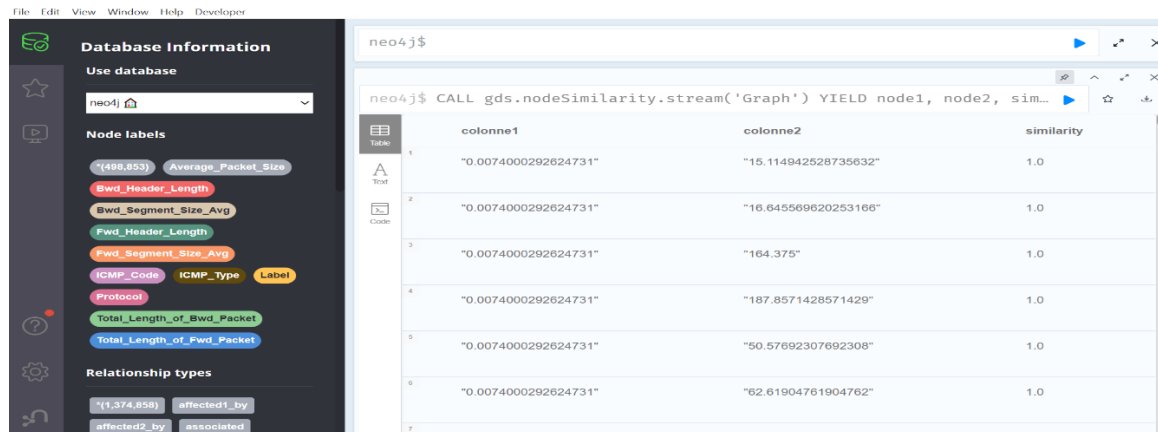 File Edit View Window Help Developer
Database Information
Use database
neo4j
Node labels
*(498,853) Average_Packet_Size
Bwd_Header_Length
Bwd_Segment_Size_Avg
Fwd_Header_Length
Fwd_Segment_Size_Avg
ICMP_Code ICMP_Type Label
Protocol
Total_Length_of_Bwd_Packet
Total_Length_of_Fwd_Packet
Relationship types
*(1,374,858) affected1_by
affected2_by associated
neo4j$
neo4j$ CALL gds.nodeSimilarity.stream('Graph') YIELD node1, node2, sim…
Table
Text
Code
colonne1 colonne2 similarity
1 "0.0074000292624731" "15.114942528735632" 1.0
2 "0.0074000292624731" "16.645569620253166" 1.0
3 "0.0074000292624731" "164.375" 1.0
4 "0.0074000292624731" "187.8571428571429" 1.0
5 "0.0074000292624731" "50.57692307692308" 1.0
6 "0.0074000292624731" "62.61904761904762" 1.0
7